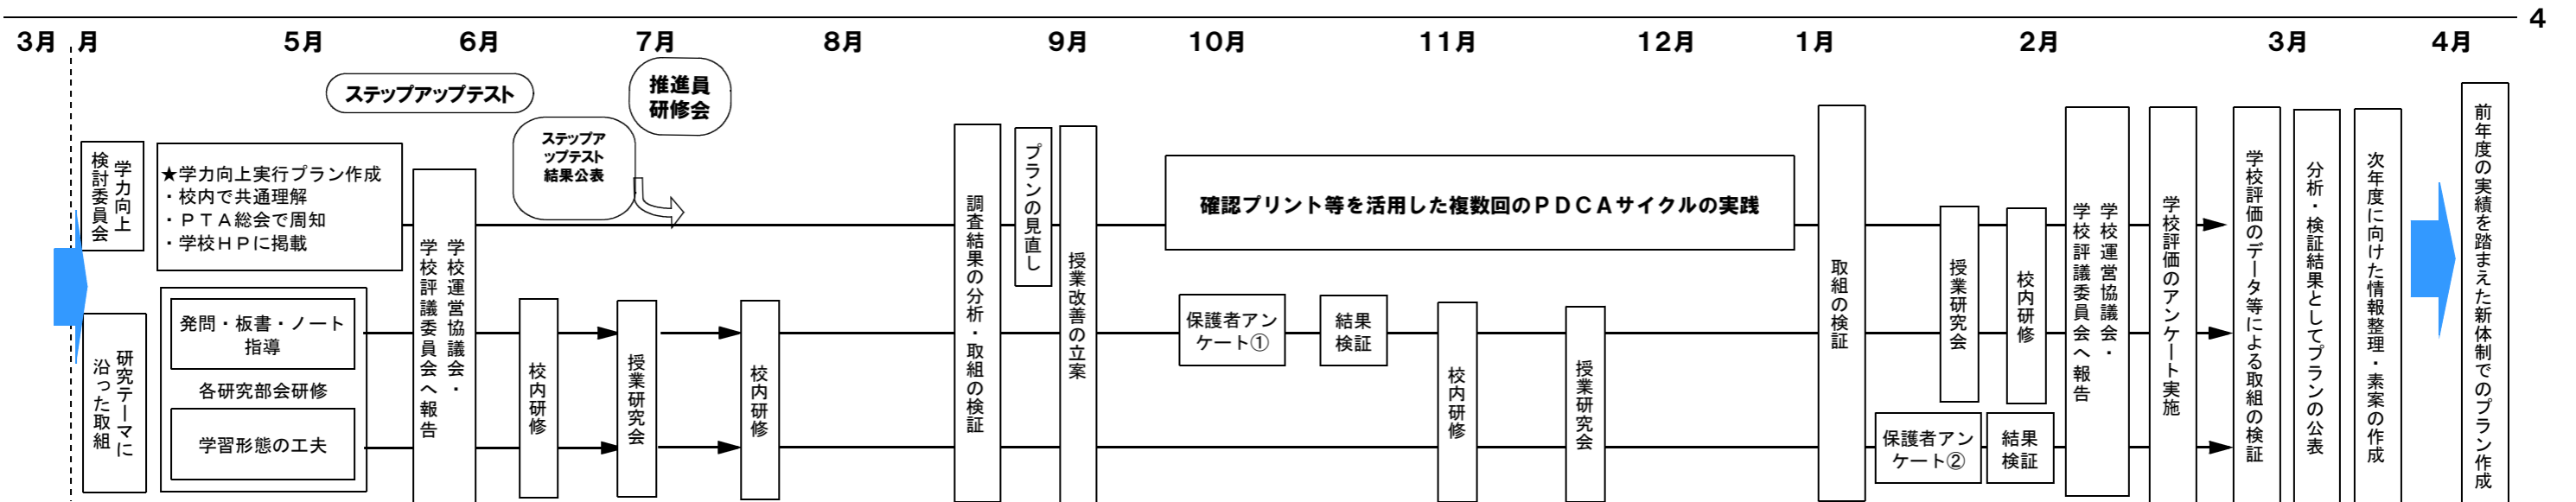 4
3月
月
5月
6月
7月
8月
9月
10月
11月
12月
1月
2月
3月
4月
ステップアップテスト
推進員
研修会
ステップア
ップテスト
結果公表
学力向上
検討委員会
★学力向上実行プラン作成
・校内で共通理解
・ＰＴＡ総会で周知
・学校ＨＰに掲載
研究テーマに
沿った取組
発問・板書・ノート
指導
各研究部会研修
学習形態の工夫
学校運営協議会・
学校評議委員会へ報告
校内研修
授業研究会
校内研修
調査結果の分析・取組の検証
プランの見直し
授業改善の立案
確認プリント等を活用した複数回のＰＤＣＡサイクルの実践
保護者アン
ケート①
結果
検証
校内研修
授業研究会
取組の検証
保護者アン
ケート②
授業研究会
結果
検証
校内研修
学校運営協議会・
学校評議委員会へ報告
学校評価のアンケート実施
学校評価のデータ等による取組の検証
分析・検証結果としてプランの公表
次年度に向けた情報整理・素案の作成
前年度の実績を踏まえた新体制でのプラン作成